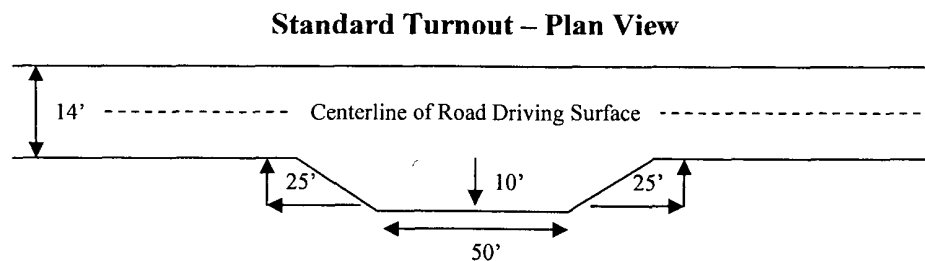 Standard Turnout – Plan View
14’
Centerline of Road Driving Surface
25’
10’
25’
50’